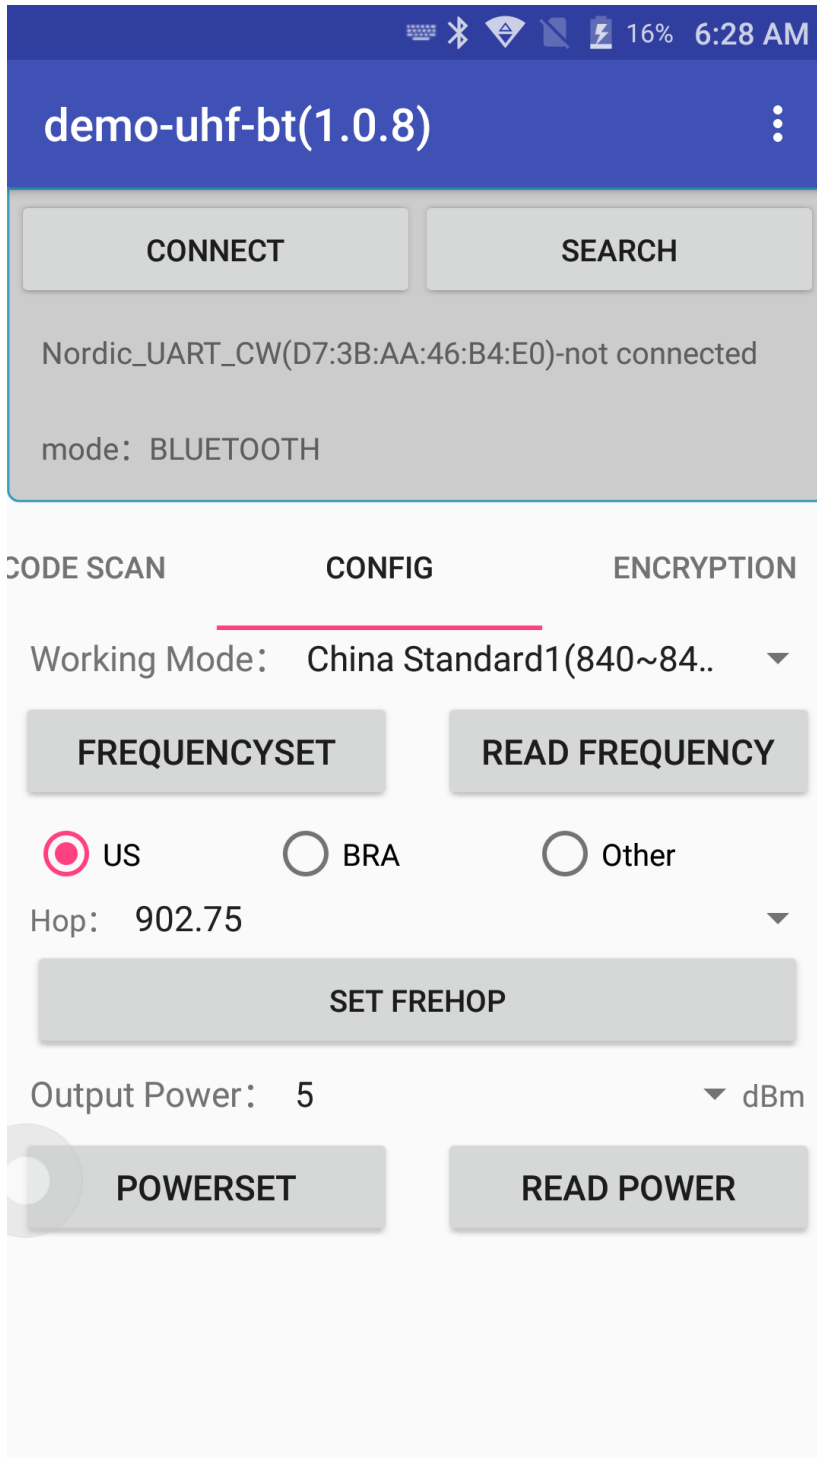 16% 6:28 AM
demo-uhf-bt(1.0.8)
CONNECT SEARCH
Nordic_UART_CW(D7:3B:AA:46:B4:E0)-not connected
mode：BLUETOOTH
CODE SCAN CONFIG ENCRYPTION
Working Mode： China Standard1(840~84..
FREQUENCYSET READ FREQUENCY
US BRA Other
Hop： 902.75
SET FREHOP
Output Power： 5 dBm
POWERSET READ POWER